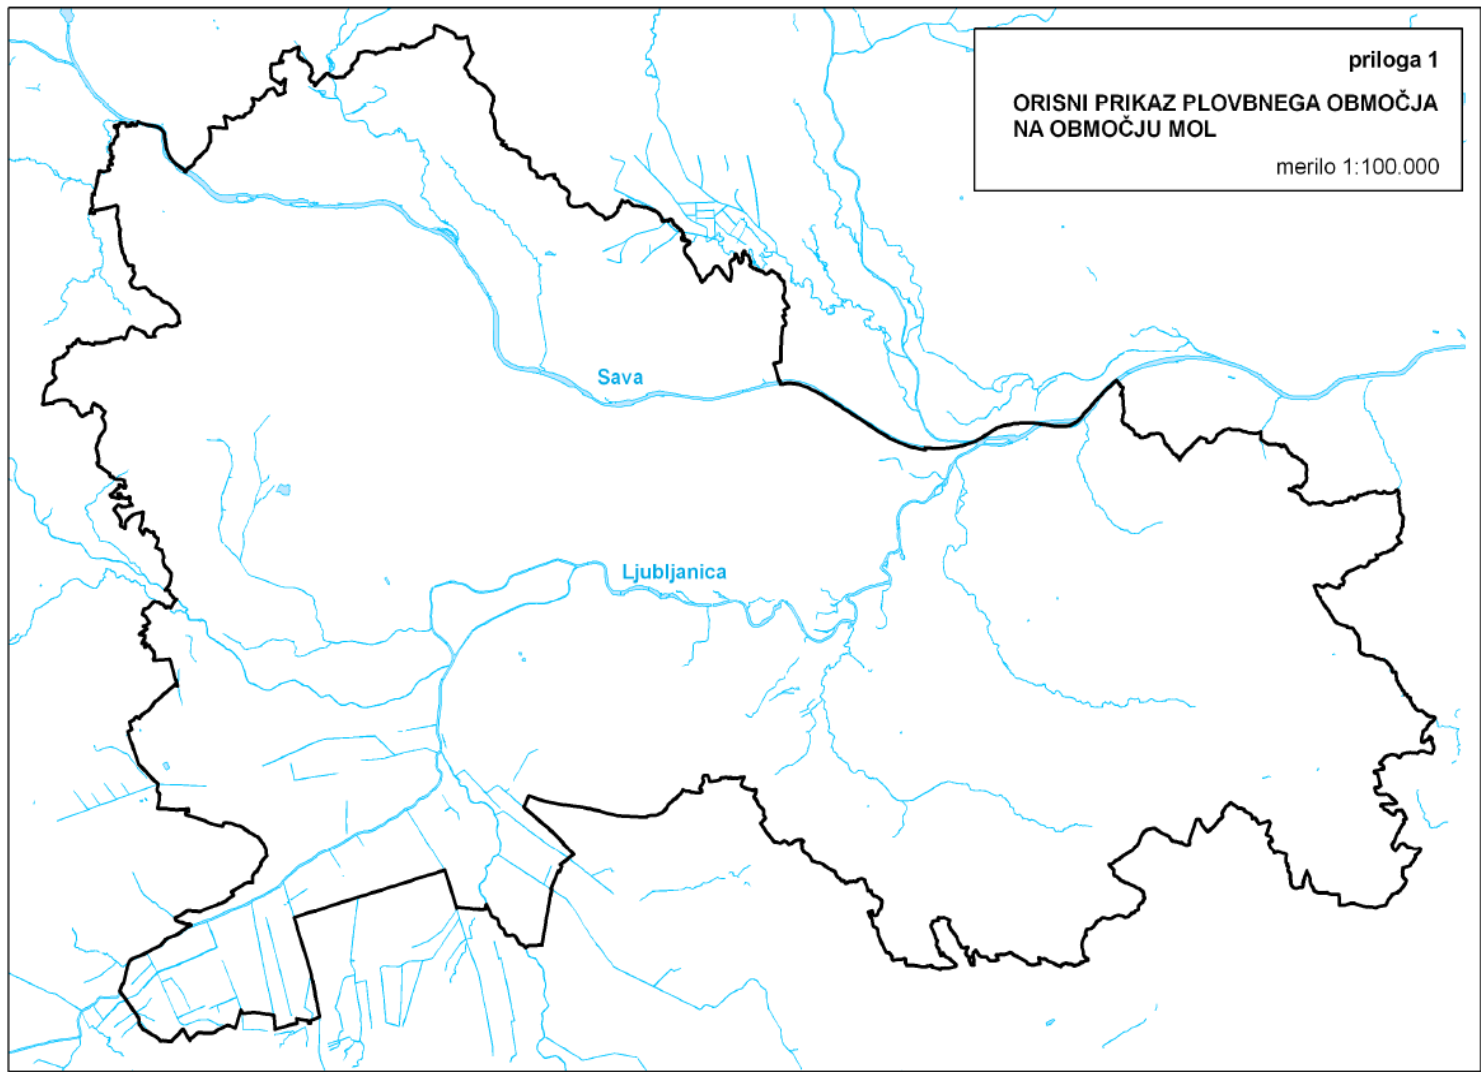 priloga 1
ORISNI PRIKAZ PLOVBNEGA OBMOČJA
NA OBMOČJU MOL
merilo 1:100.000
Sava
Ljubljanica